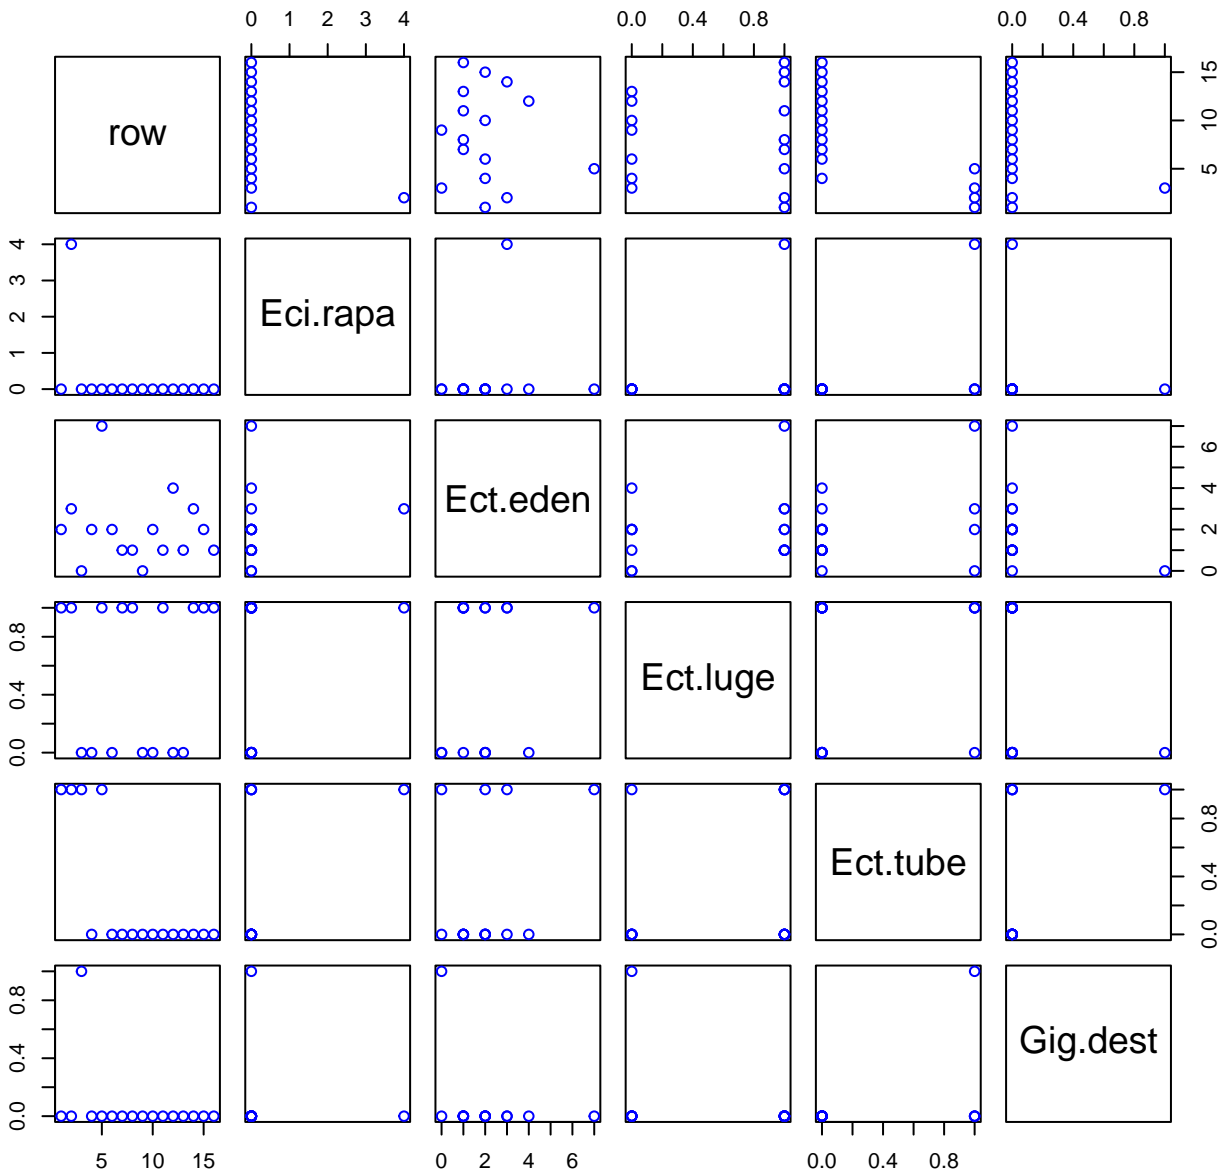 0 1 2 3 4 0.0 0.4 0.8 0.0 0.4 0.8
row 5 10 15
0 1 2 3 4 Eci.rapa
Ect.eden 0 2 4 6
0.0 0.4 0.8 Ect.luge
Ect.tube 0.0 0.4 0.8
0.0 0.4 0.8 Gig.dest
5 10 15 0 2 4 6 0.0 0.4 0.8